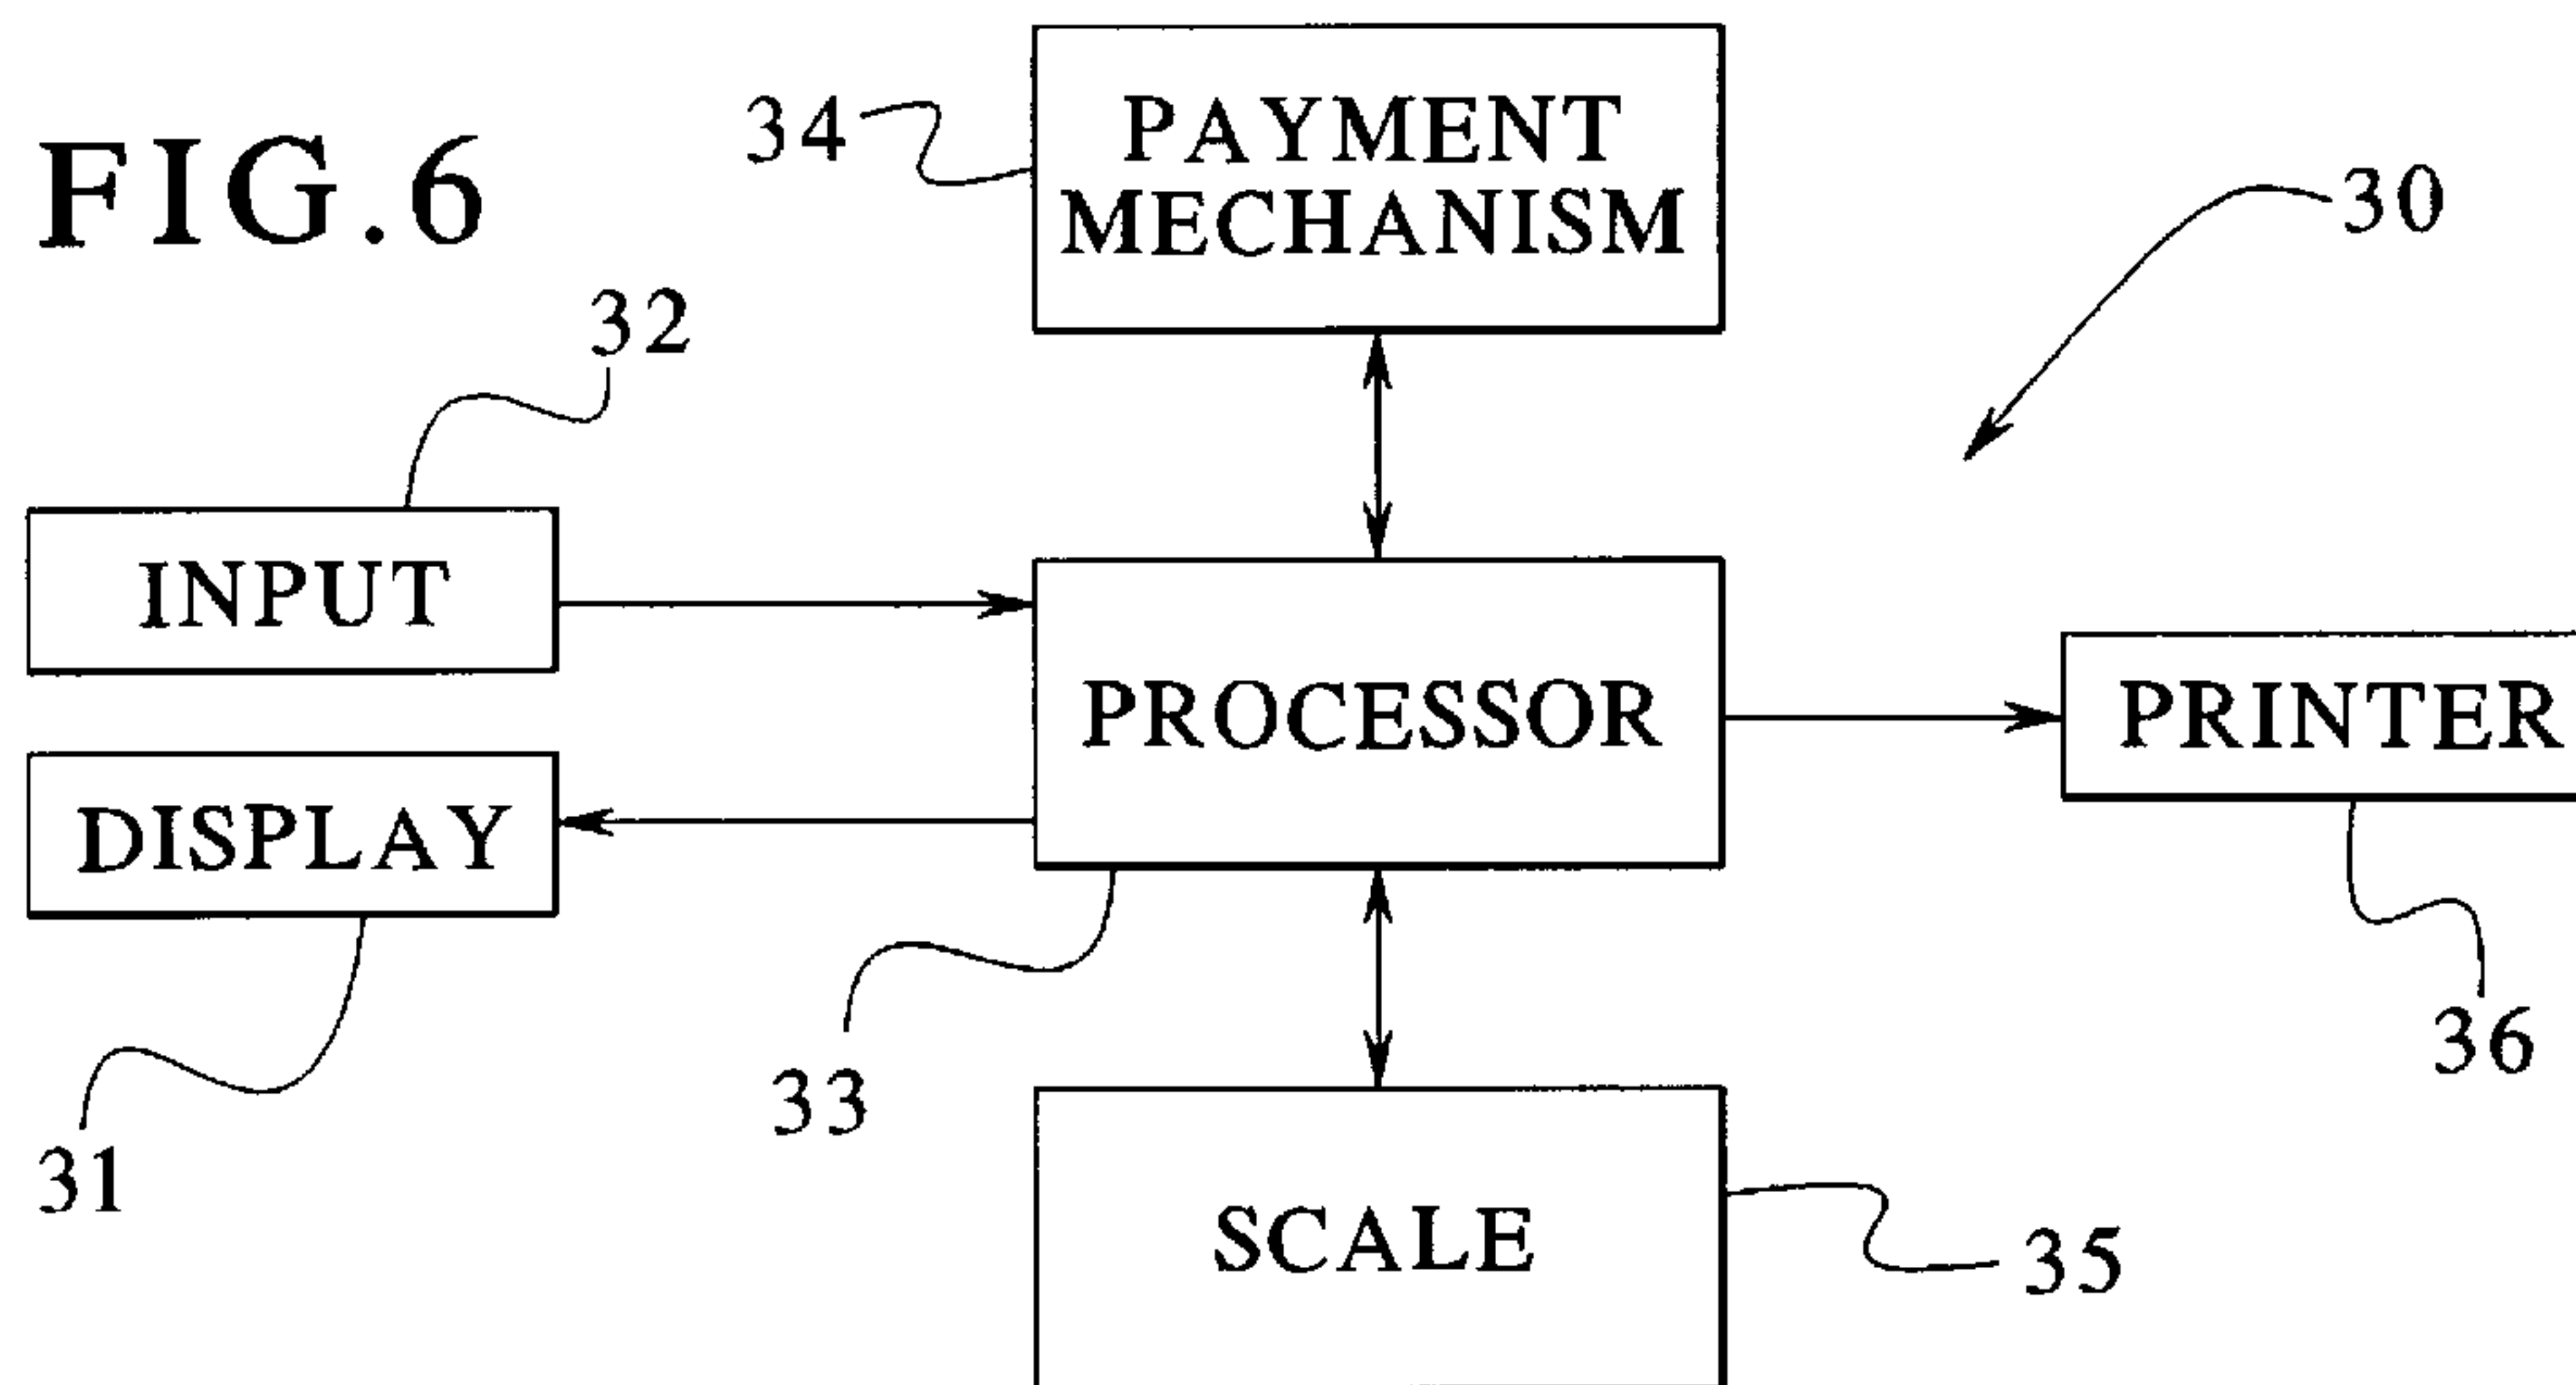 FIG.6
34
PAYMENT
MECHANISM
30
32
INPUT
PROCESSOR
PRINTER
DISPLAY
33
36
31
SCALE
35